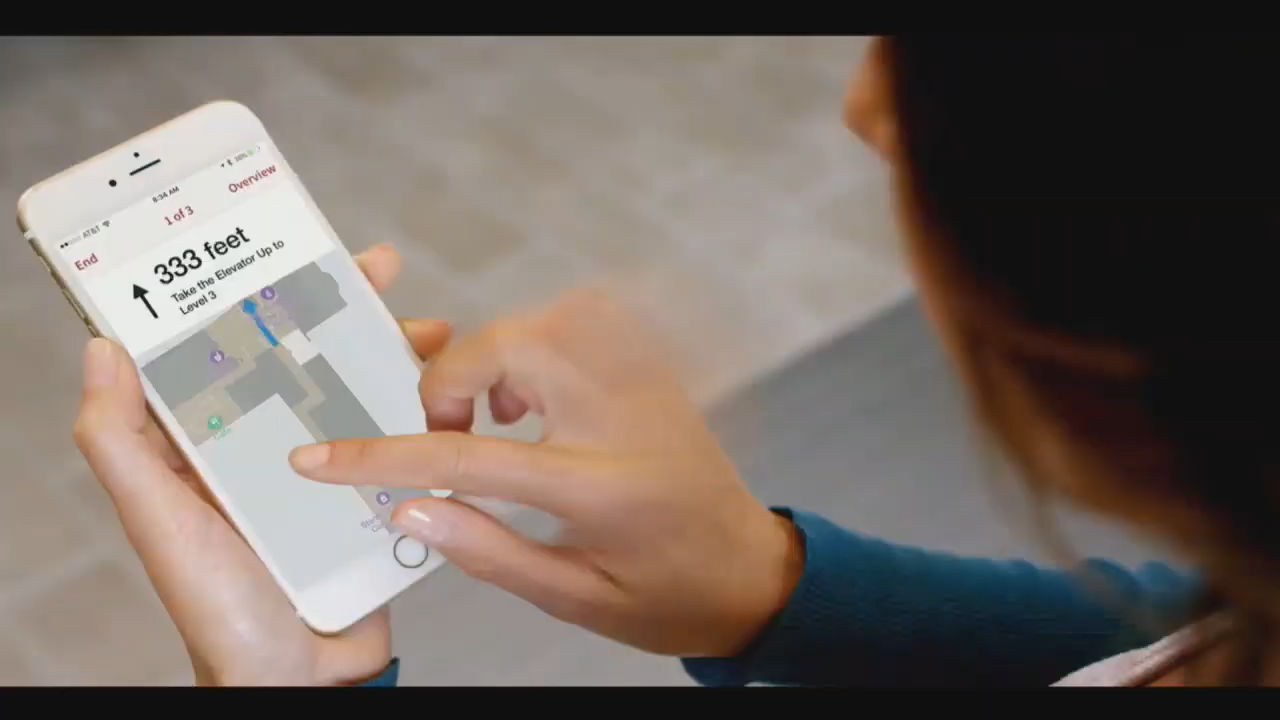 AT&T
8:34 AM
End
1 of 3
Overview
333 feet
Take the Elevator Up to
Level 3